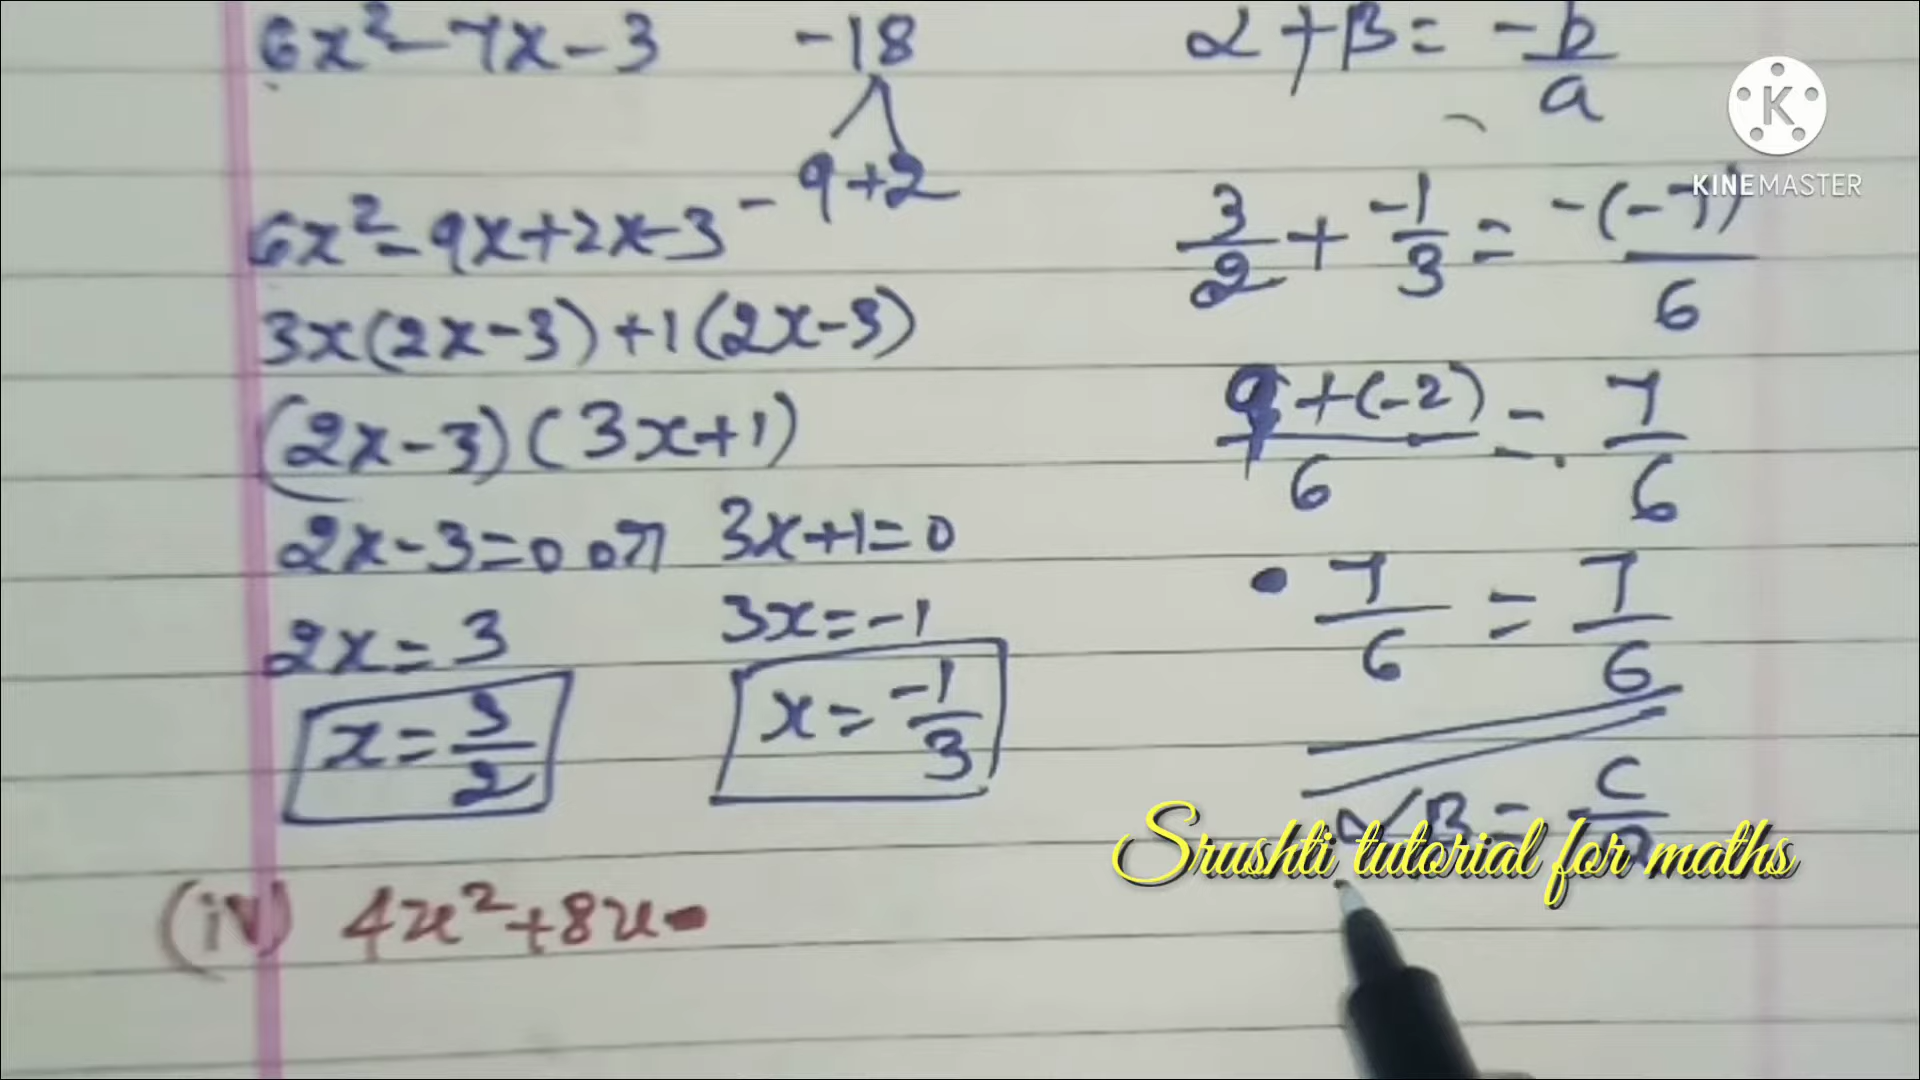 6x²-7x-3
-18
-9+2
6x²-9x+2x-3
3x(2x-3)+1(2x-3)
(2x-3)(3x+1)
2x-3=0 or 3x+1=0
2x=3
3x=-1
x=3/2
x=-1/3
(iv) 4u²+8u
α+β=-b/a
3/2+-1/3=-(-7)/6
9+(-2)/6=7/6
7/6=7/6
αβ=c/a
K
KINEMASTER
Srushti tutorial for maths